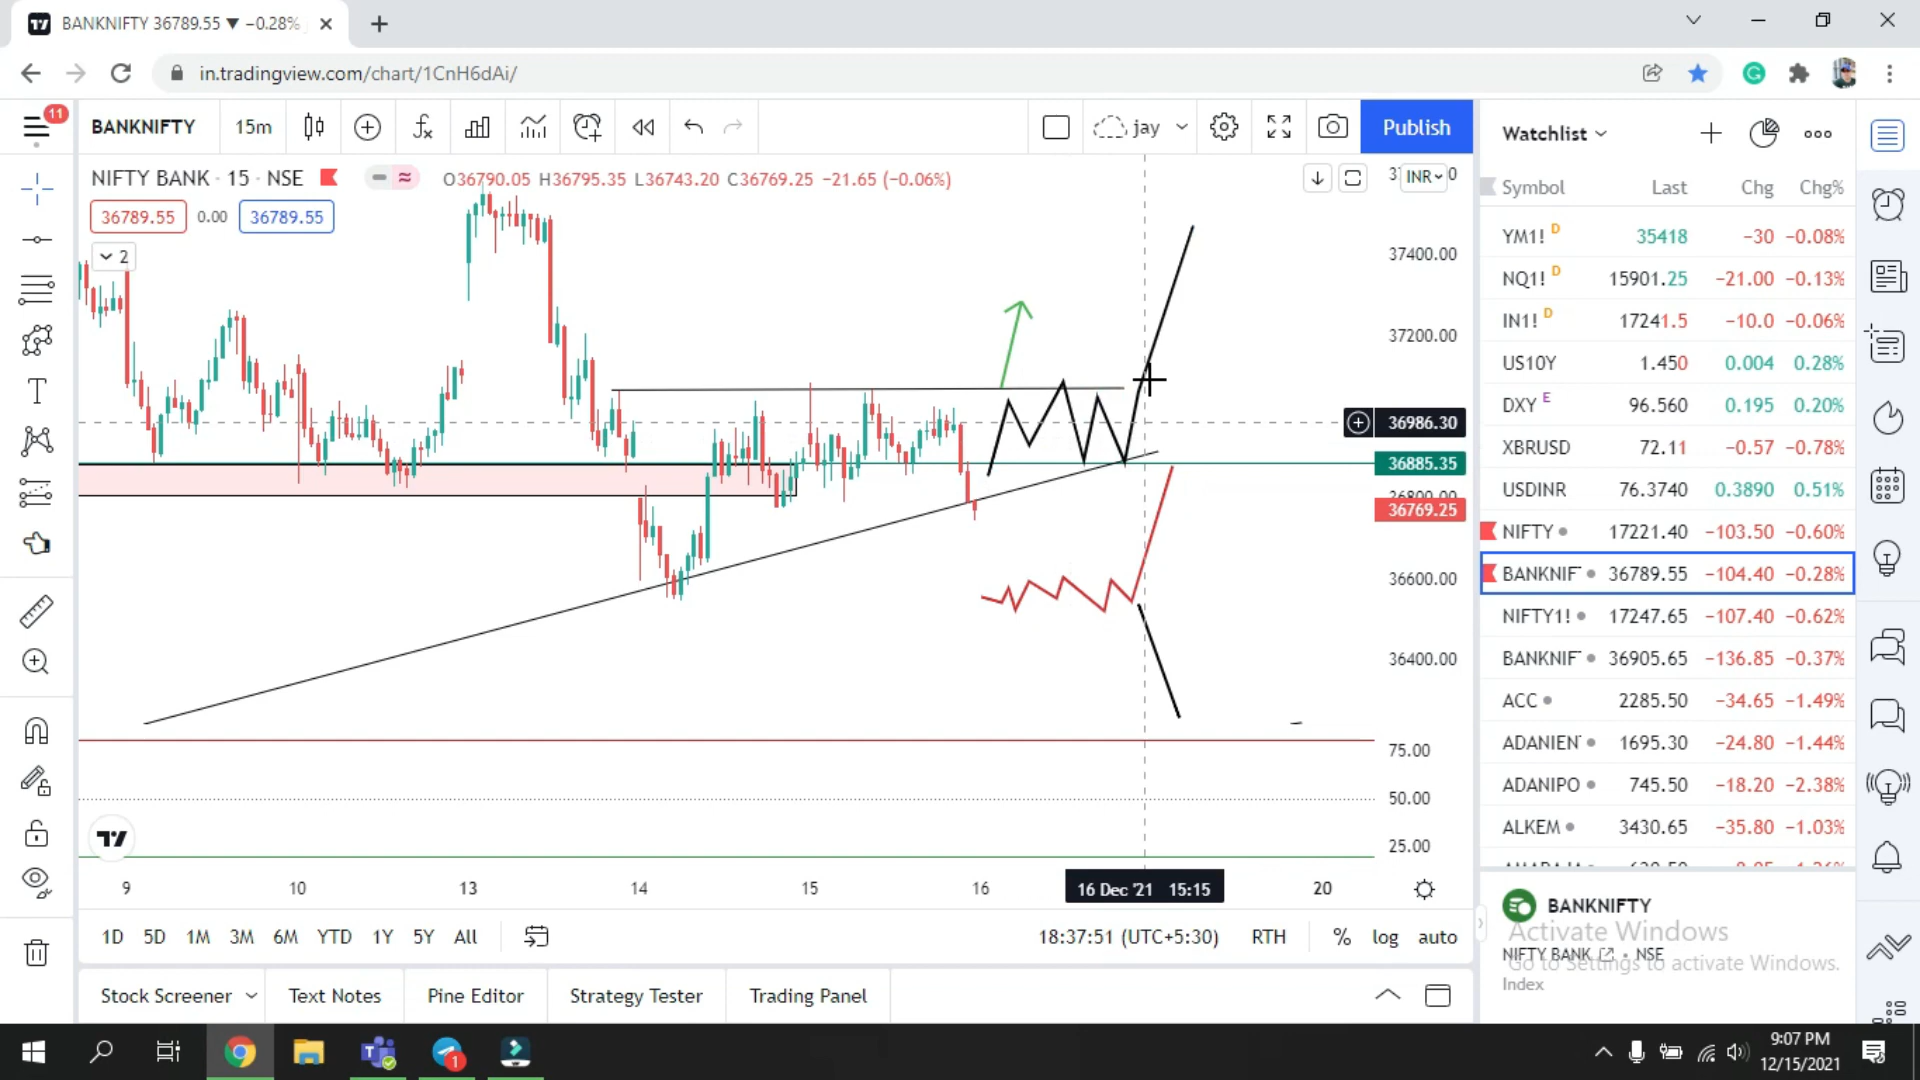 BANKNIFTY 36789.55 ▼ −0.28%
in.tradingview.com/chart/1CnH6dAi/
11
BANKNIFTY 15m jay Publish
NIFTY BANK · 15 · NSE O36790.05 H36795.35 L36743.20 C36769.25 −21.65 (−0.06%)
INR
36789.55 0.00 36789.55
2
37400.00
37200.00
36986.30
36885.35
36800.00
36769.25
36600.00
36400.00
75.00
50.00
25.00
9 10 13 14 15 16 16 Dec '21 15:15 20
1D 5D 1M 3M 6M YTD 1Y 5Y All 18:37:51 (UTC+5:30) RTH % log auto
Stock Screener Text Notes Pine Editor Strategy Tester Trading Panel
Watchlist
Symbol Last Chg Chg%
YM1! D 35418 −30 −0.08%
NQ1! D 15901.25 −21.00 −0.13%
IN1! D 17241.5 −10.0 −0.06%
US10Y 1.450 0.004 0.28%
DXY E 96.560 0.195 0.20%
XBRUSD 72.11 −0.57 −0.78%
USDINR 76.3740 0.3890 0.51%
NIFTY 17221.40 −103.50 −0.60%
BANKNIF 36789.55 −104.40 −0.28%
NIFTY1! 17247.65 −107.40 −0.62%
BANKNIF 36905.65 −136.85 −0.37%
ACC 2285.50 −34.65 −1.49%
ADANIEN 1695.30 −24.80 −1.44%
ADANIPO 745.50 −18.20 −2.38%
ALKEM 3430.65 −35.80 −1.03%
BANKNIFTY
Activate Windows
NIFTY BANK · NSE
Go to Settings to activate Windows.
Index
1
9:07 PM
12/15/2021